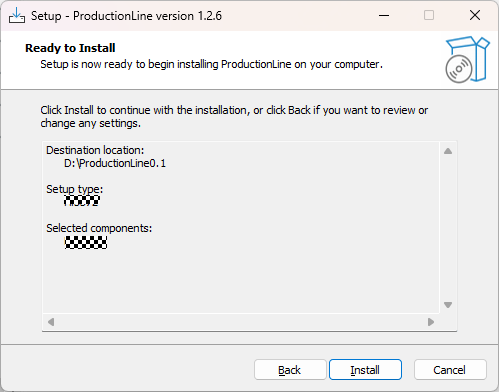 Setup - ProductionLine version 1.2.6
Ready to Install
Setup is now ready to begin installing ProductionLine on your computer.
Click Install to continue with the installation, or click Back if you want to review or
change any settings.
Destination location:
D:\ProductionLine0.1
Setup type:
Selected components:
Back
Install
Cancel